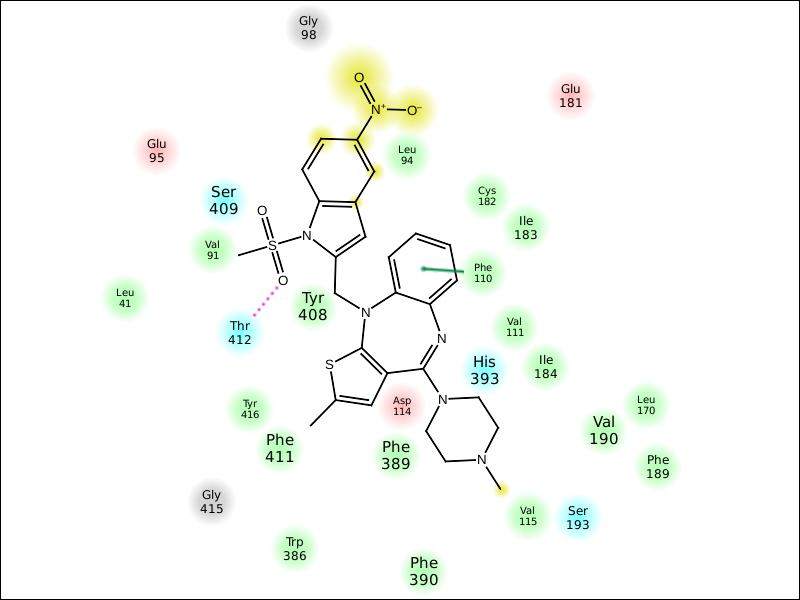 Gly
98
O
N⁺
O⁻
Glu
181
Glu
95
Leu
94
Ser
409
Cys
182
O
Ile
183
N
S
Val
91
Phe
110
O
Leu
41
Tyr
408
N
Thr
412
Val
111
N
S
His
393
Ile
184
Asp
114
N
Tyr
416
Leu
170
Val
190
Phe
411
Phe
389
N
Phe
189
Gly
415
Val
115
Ser
193
Trp
386
Phe
390